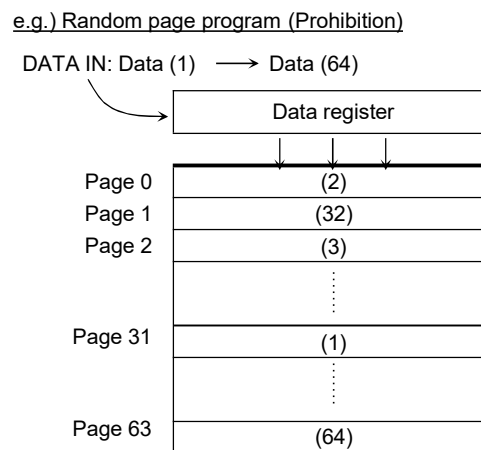 e.g.) Random page program (Prohibition)
DATA IN: Data (1) Data (64)
Data register
Page 0 (2)
Page 1 (32)
Page 2 (3)
Page 31 (1)
Page 63 (64)